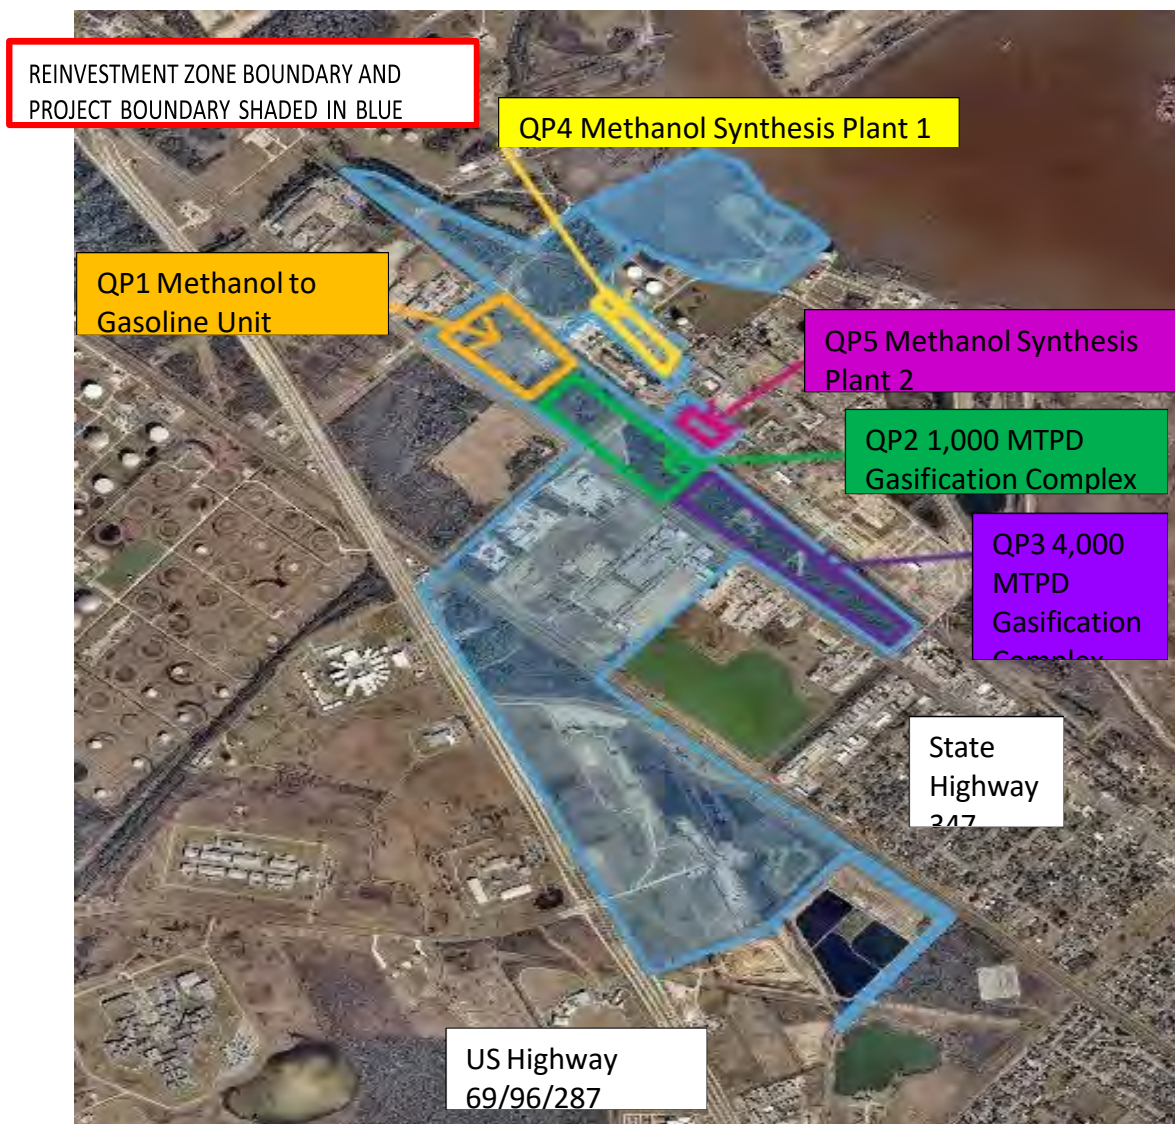 REINVESTMENT ZONE BOUNDARY AND
PROJECT BOUNDARY SHADED IN BLUE
QP4 Methanol Synthesis Plant 1
QP1 Methanol to
Gasoline Unit
QP5 Methanol Synthesis
Plant 2
QP2 1,000 MTPD
Gasification Complex
QP3 4,000
MTPD
Gasification
Complex
State
Highway
347
US Highway
69/96/287